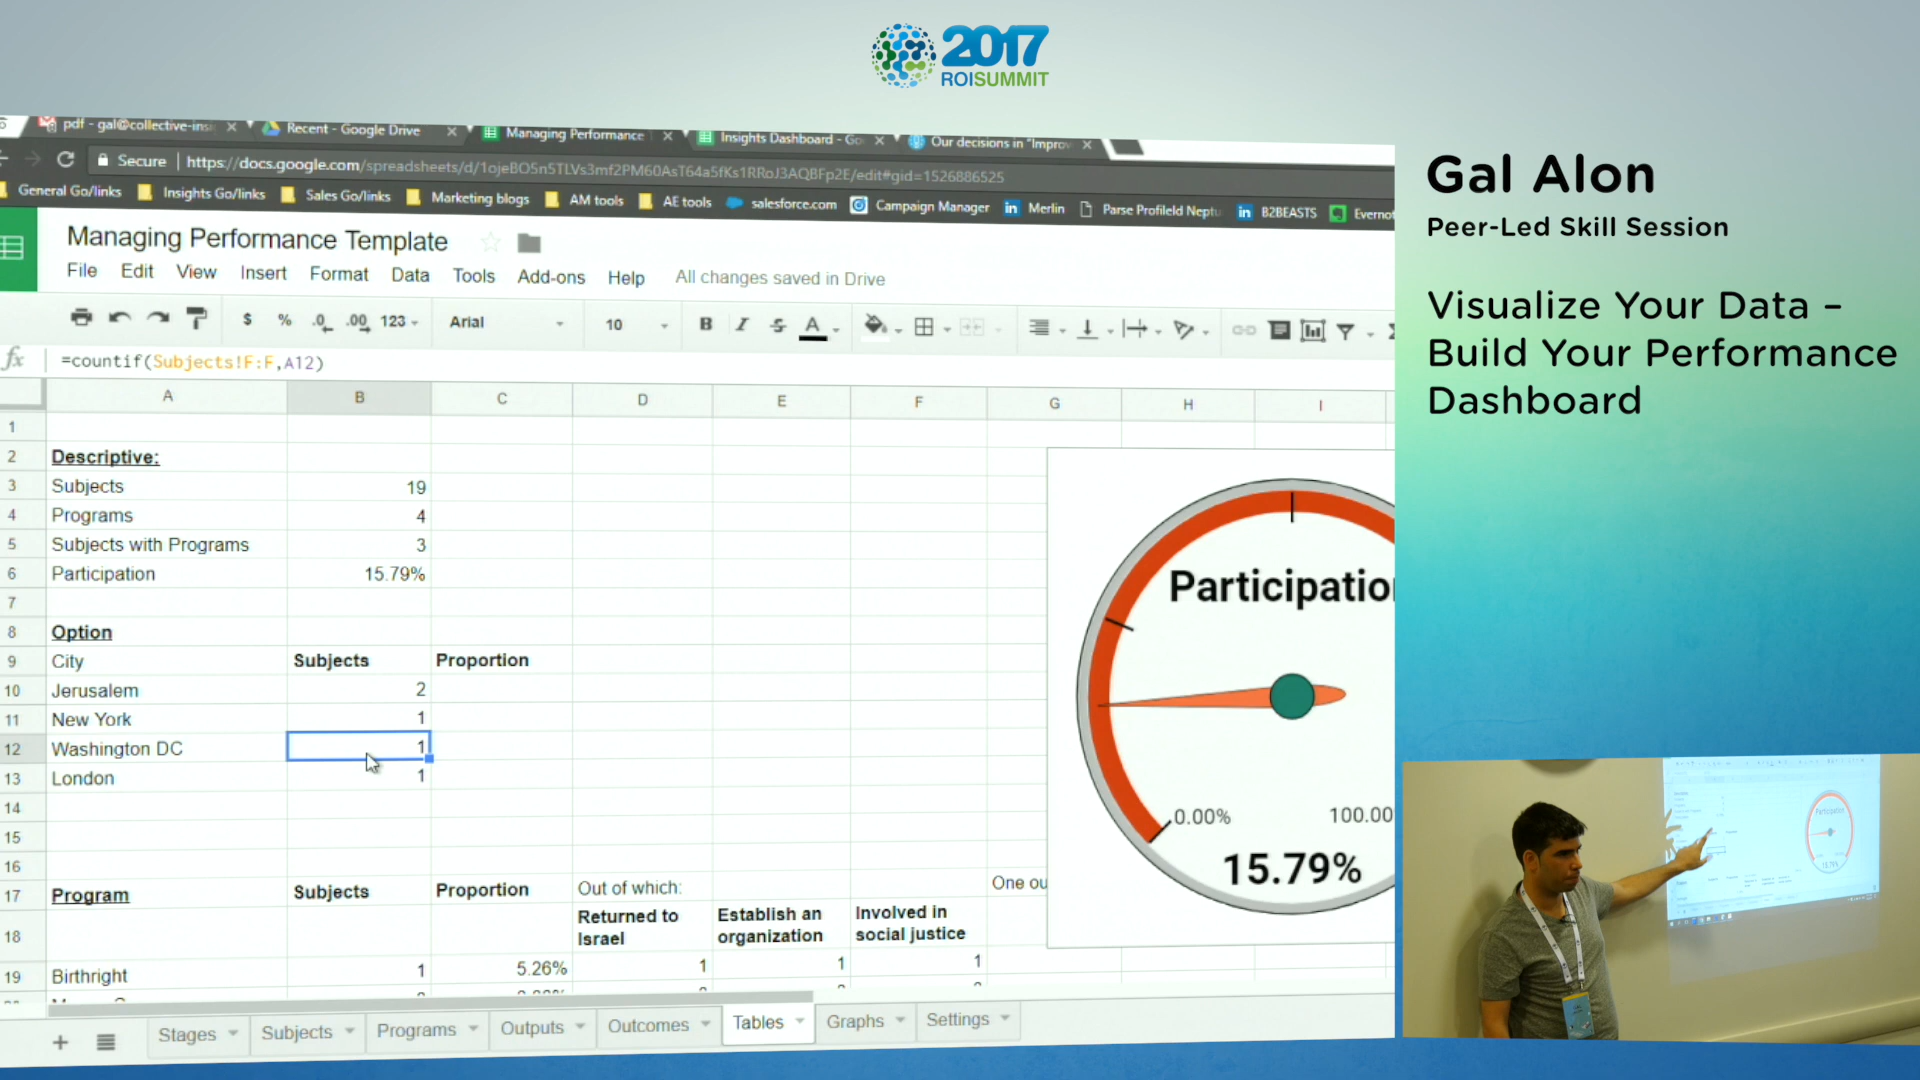 2017
ROISUMMIT
pdf - gal@collective-ins
Recent - Google Drive
Managing Performance
Insights Dashboard - Go
Our decisions in "Improv
Secure
https://docs.google.com/spreadsheets/d/1ojeBO5n5TLVs3mf2PM60AsT64a5fKs1RRoJ3AQBFp2E/edit#gid=1526886525
General Go/links
Insights Go/links
Sales Go/links
Marketing blogs
AM tools
AE tools
salesforce.com
Campaign Manager
Merlin
Parse ProfileId Neptu
B2BEASTS
Evernot
Managing Performance Template
File Edit View Insert Format Data Tools Add-ons Help All changes saved in Drive
$ % .0 .00 123 Arial 10 B I S A
fx =countif(Subjects!F:F,A12)
A B C D E F G H I
1
2 Descriptive:
3 Subjects 19
4 Programs 4
5 Subjects with Programs 3
6 Participation 15.79%
7
8 Option
9 City Subjects Proportion
10 Jerusalem 2
11 New York 1
12 Washington DC 1
13 London 1
14
15
16
17 Program Subjects Proportion Out of which: One ou
18 Returned to Israel Establish an organization Involved in social justice
19 Birthright 1 5.26% 1 1 1
Participation
0.00% 100.00
15.79%
Stages Subjects Programs Outputs Outcomes Tables Graphs Settings
Gal Alon
Peer-Led Skill Session
Visualize Your Data –
Build Your Performance
Dashboard
Participation
15.79%